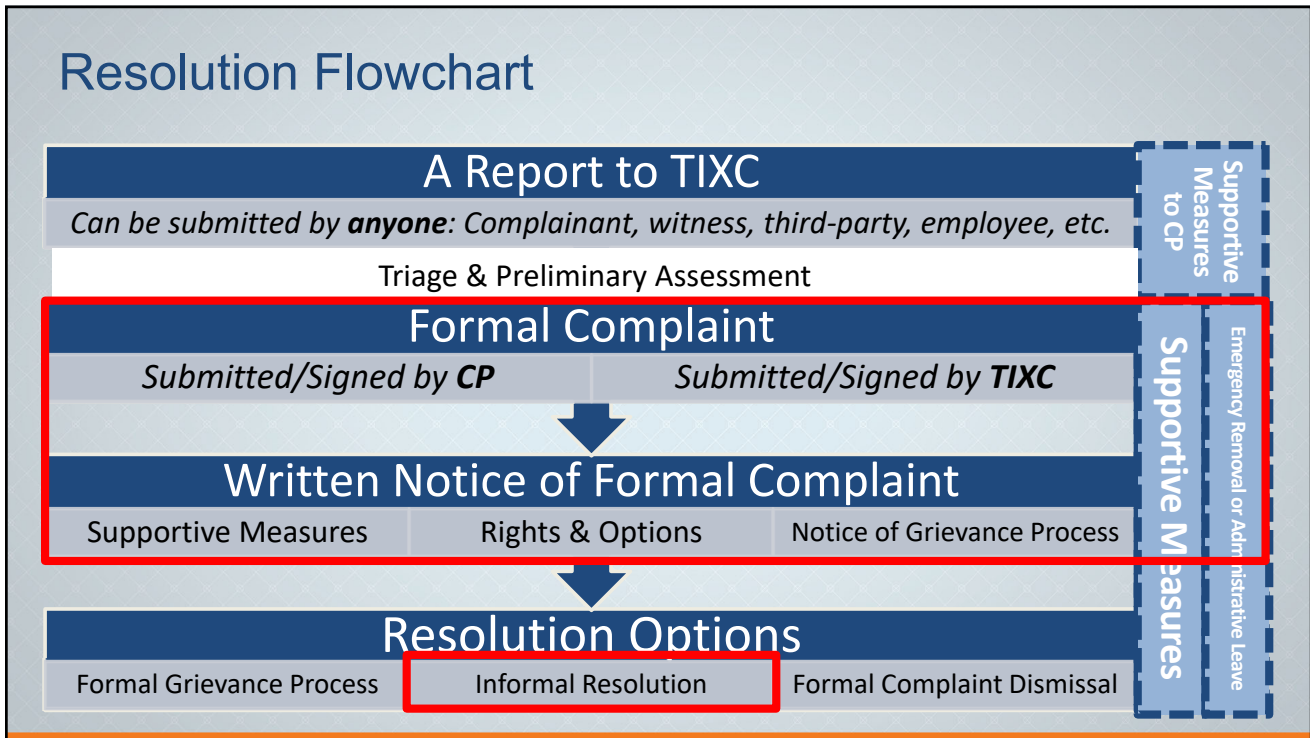 Resolution Flowchart
A Report to TIXC
Can be submitted by anyone: Complainant, witness, third-party, employee, etc.
Triage & Preliminary Assessment
Supportive
Measures
to CP
Formal Complaint
Submitted/Signed by CP
Submitted/Signed by TIXC
Written Notice of Formal Complaint
Supportive Measures
Rights & Options
Notice of Grievance Process
Supportive Measures
Emergency Removal or Administrative Leave
Resolution Options
Formal Grievance Process
Informal Resolution
Formal Complaint Dismissal